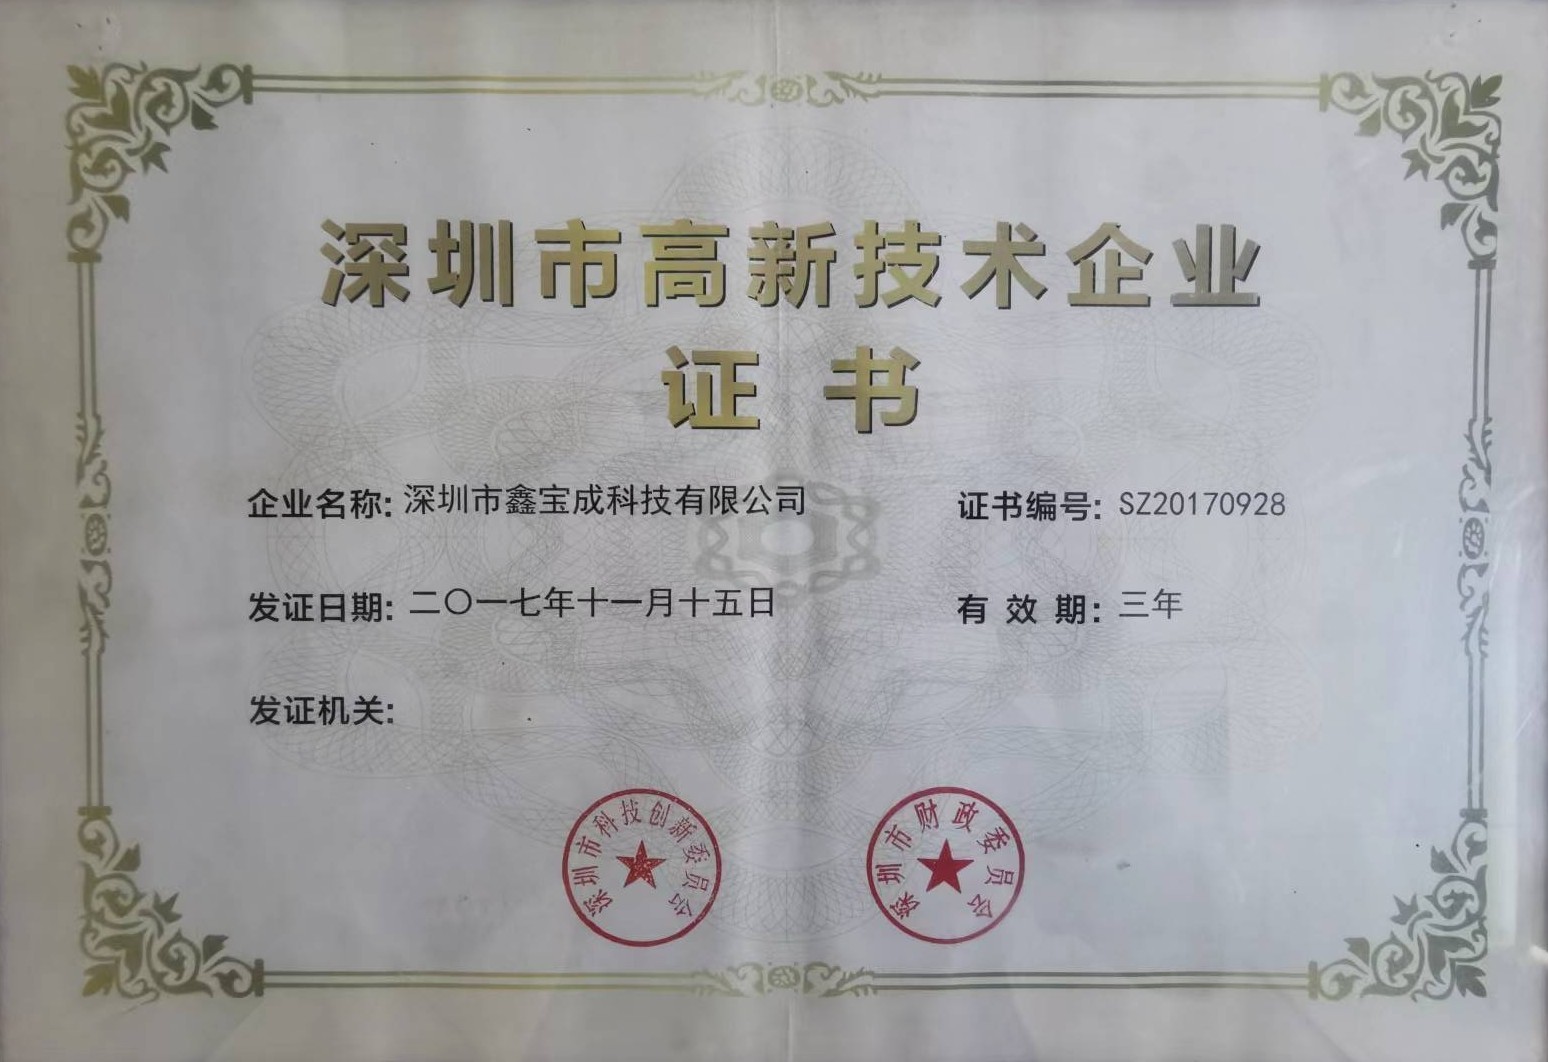 深圳市高新技术企业
证书
企业名称: 深圳市鑫宝成科技有限公司
证书编号: SZ20170928
发证日期: 二〇一七年十一月十五日
有效期: 三年
发证机关:
深圳市科技创新委员会
深圳市财政委员会